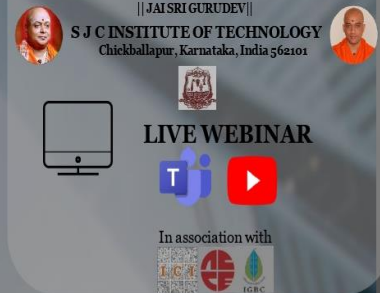 || JAI SRI GURUDEV||
S J C INSTITUTE OF TECHNOLOGY
Chickballapur, Karnataka, India 562101
LIVE WEBINAR
T
In association with
I C I
IGBC